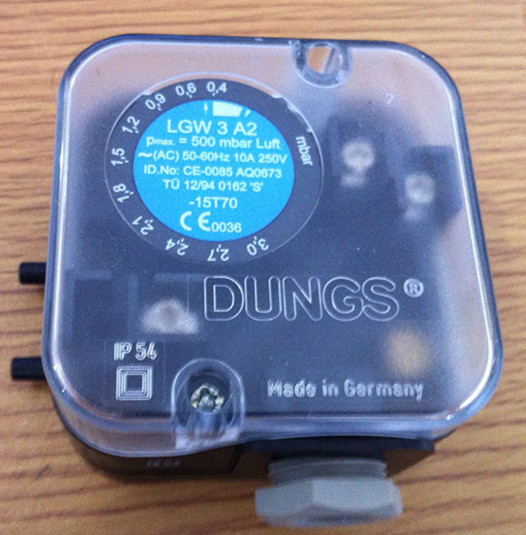 0,4
0,6
0,9
1,2
1,5
1,8
2,1
2,4
2,7
3,0
mbar
LGW 3 A2
pmax. = 500 mbar Luft
~(AC) 50-60Hz 10A 250V
ID.No: CE-0085 AQ0673
TÜ 12/94 0162 'S'
-15T70
CE0036
DUNGS®
IP 54
Made in Germany